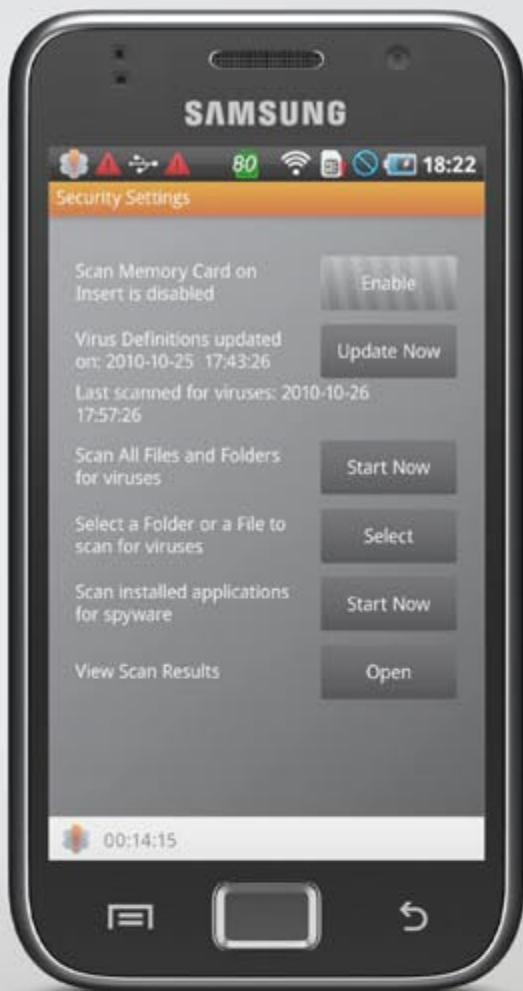 SAMSUNG
80 18:22
Security Settings
Scan Memory Card on
Insert is disabled
Enable
Virus Definitions updated
on: 2010-10-25 17:43:26
Update Now
Last scanned for viruses: 2010-10-26
17:57:26
Scan All Files and Folders
for viruses
Start Now
Select a Folder or a File to
scan for viruses
Select
Scan installed applications
for spyware
Start Now
View Scan Results
Open
00:14:15